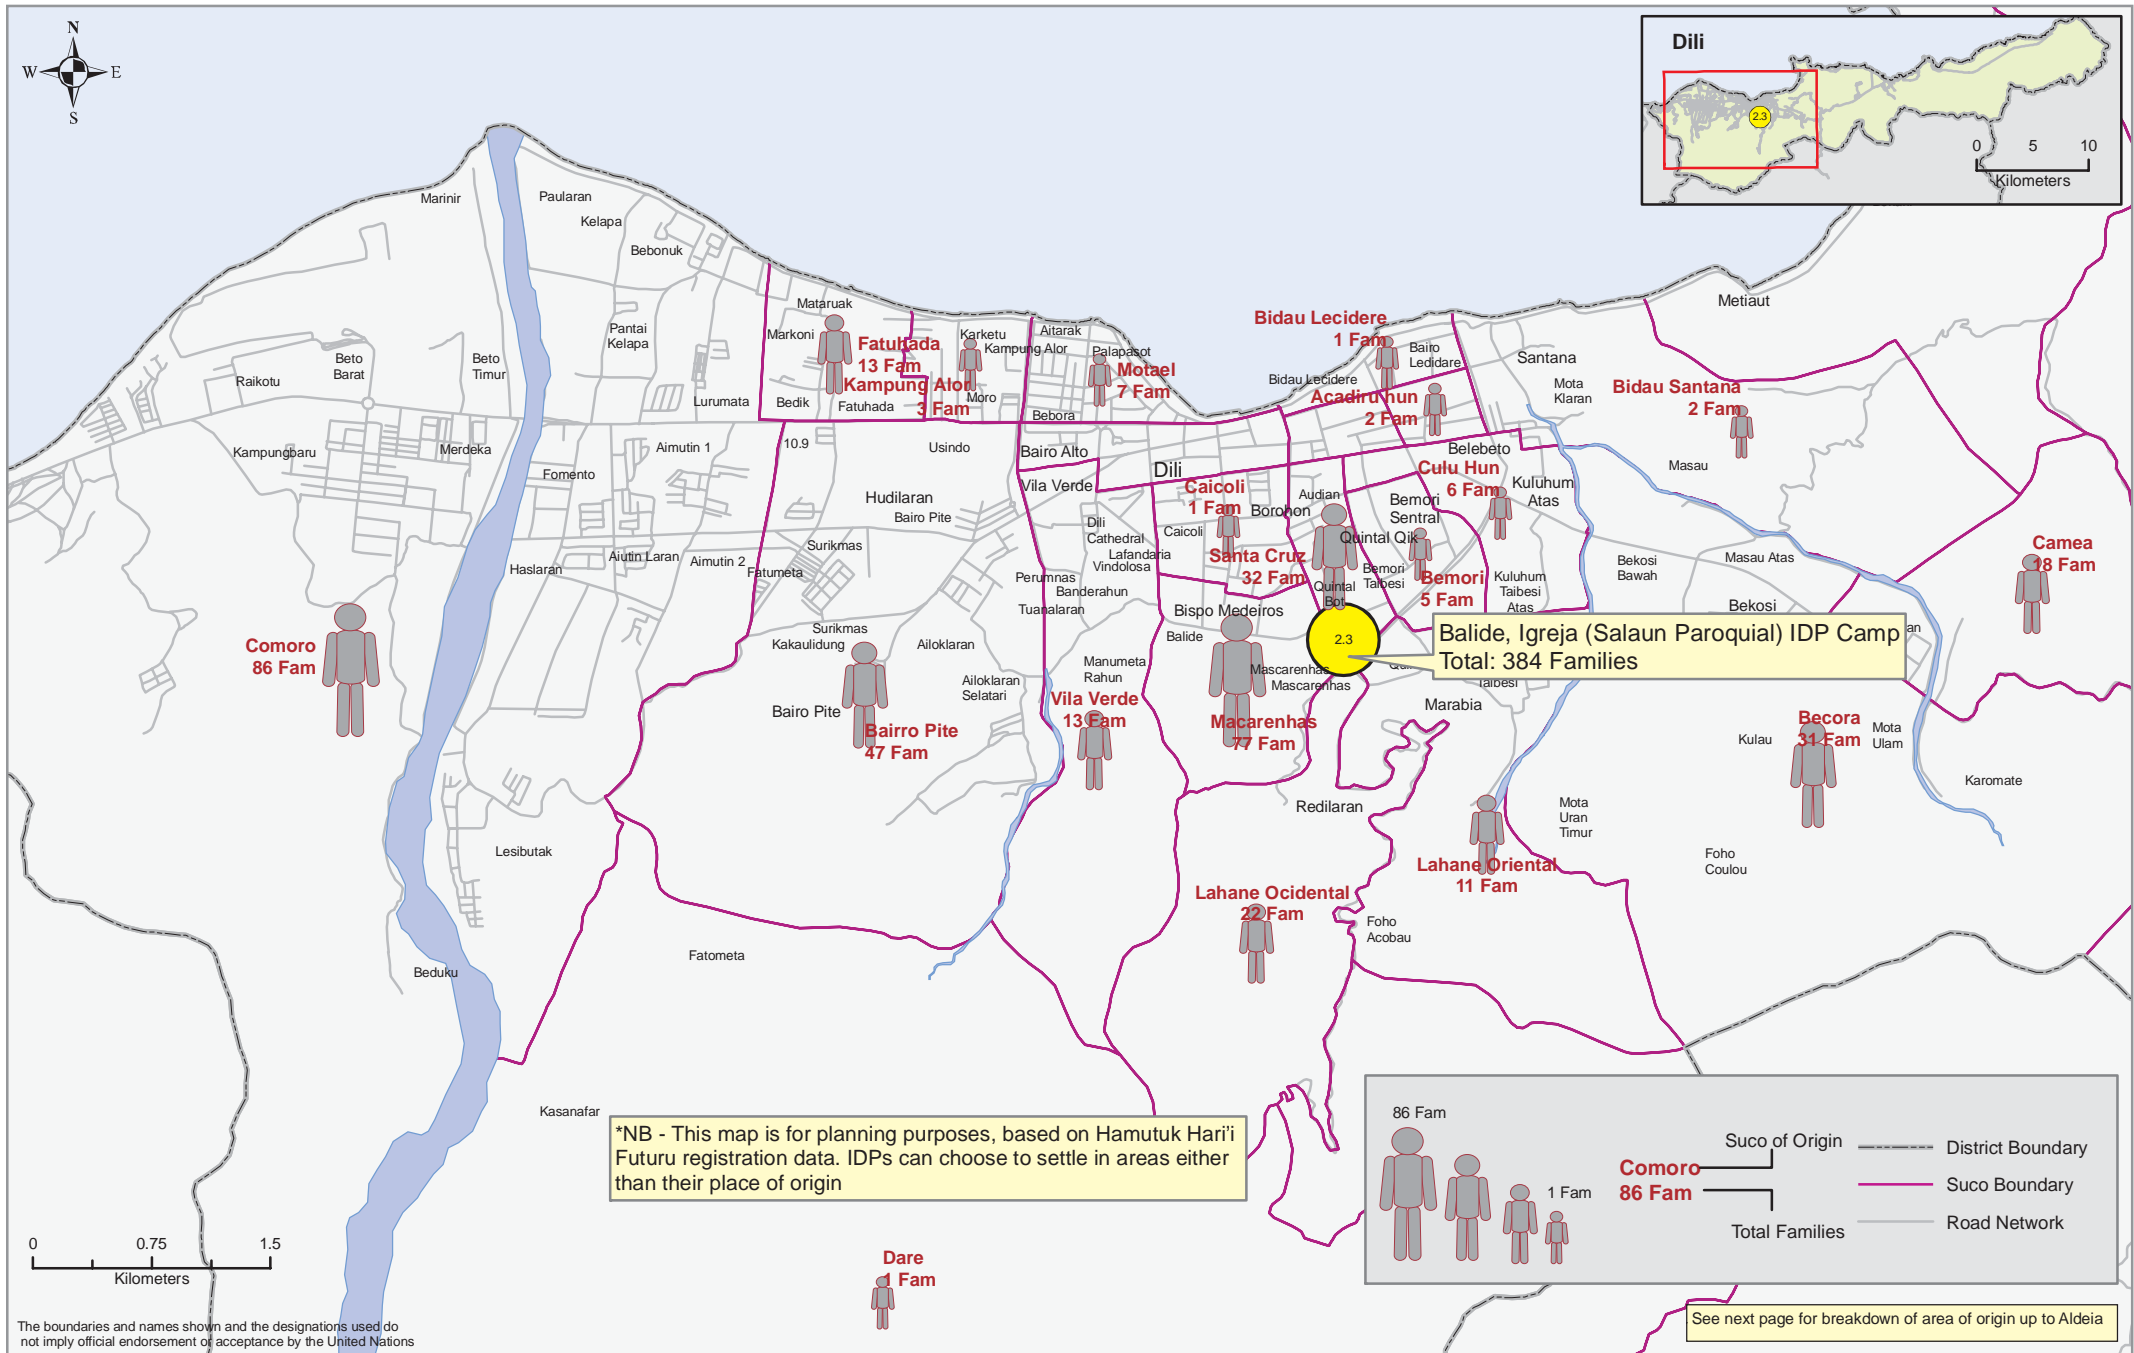 N
W
E
S
Dili
2.3
0 5 10
Kilometers
Marinir
Paularan
Kelapa
Bebonuk
Metiaut
Mataruak
Markoni
Fatuhada
13 Fam
Karketu
Kampung Alor
Aitarak
Palapasot
Motael
7 Fam
Bidau Lecidere
1 Fam
Bairo
Ledidare
Bidau Lecidere
Santana
Mota
Klaran
Pantai
Kelapa
Beto
Barat
Beto
Timur
Raikotu
Lurumata
Bedik
Fatuhada
Kampung Alor
3 Fam
Moro
Bebora
Acadiru hun
2 Fam
Bidau Santana
2 Fam
Kampungbaru
Merdeka
Fomento
Aimutin 1
10.9
Usindo
Bairo Alto
Dili
Vila Verde
Belebeto
Culu Hun
6 Fam
Kuluhum
Atas
Masau
Hudilaran
Bairo Pite
Caicoli
1 Fam
Audian
Borohon
Bemori
Sentral
Dili
Cathedral
Caicoli
Lafandaria
Vindolosa
Quintal Qik
Haslaran
Aiutin Laran
Aimutin 2
Surikmas
Fatumeta
Perumnas
Banderahun
Tuanalaran
Santa Cruz
32 Fam
Quintal
Bot
Bemori
Taibesi
Bemori
5 Fam
Kuluhum
Taibesi
Atas
Bekosi
Bawah
Masau Atas
Bekosi
Camea
18 Fam
Comoro
86 Fam
Surikmas
Kakaulidung
Ailoklaran
Bispo Medeiros
Balide
2.3
Balide, Igreja (Salaun Paroquial) IDP Camp
Total: 384 Families
Manumeta
Rahun
Mascarenhas
Mascarenhas
Taibesi
Ailoklaran
Selatari
Bairo Pite
Bairro Pite
47 Fam
Vila Verde
13 Fam
Macarenhas
77 Fam
Marabia
Becora
31 Fam
Kulau
Mota
Ulam
Karomate
Redilaran
Mota
Uran
Timur
Lesibutak
Foho
Coulou
Lahane Oriental
11 Fam
Lahane Ocidental
22 Fam
Foho
Acobau
Fatometa
Beduku
Kasanafar
*NB - This map is for planning purposes, based on Hamutuk Hari'i
Futuru registration data. IDPs can choose to settle in areas either
than their place of origin
86 Fam
1 Fam
Suco of Origin
Comoro
86 Fam
Total Families
District Boundary
Suco Boundary
Road Network
0 0.75 1.5
Kilometers
Dare
1 Fam
See next page for breakdown of area of origin up to Aldeia
The boundaries and names shown and the designations used do
not imply official endorsement or acceptance by the United Nations